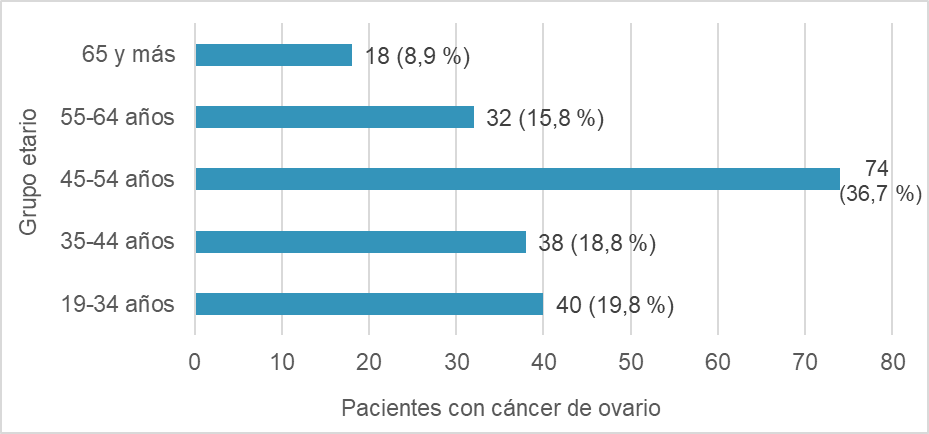 Grupo etario
65 y más
18 (8,9 %)
55-64 años
32 (15,8 %)
45-54 años
74
(36,7 %)
35-44 años
38 (18,8 %)
19-34 años
40 (19,8 %)
0 10 20 30 40 50 60 70 80
Pacientes con cáncer de ovario